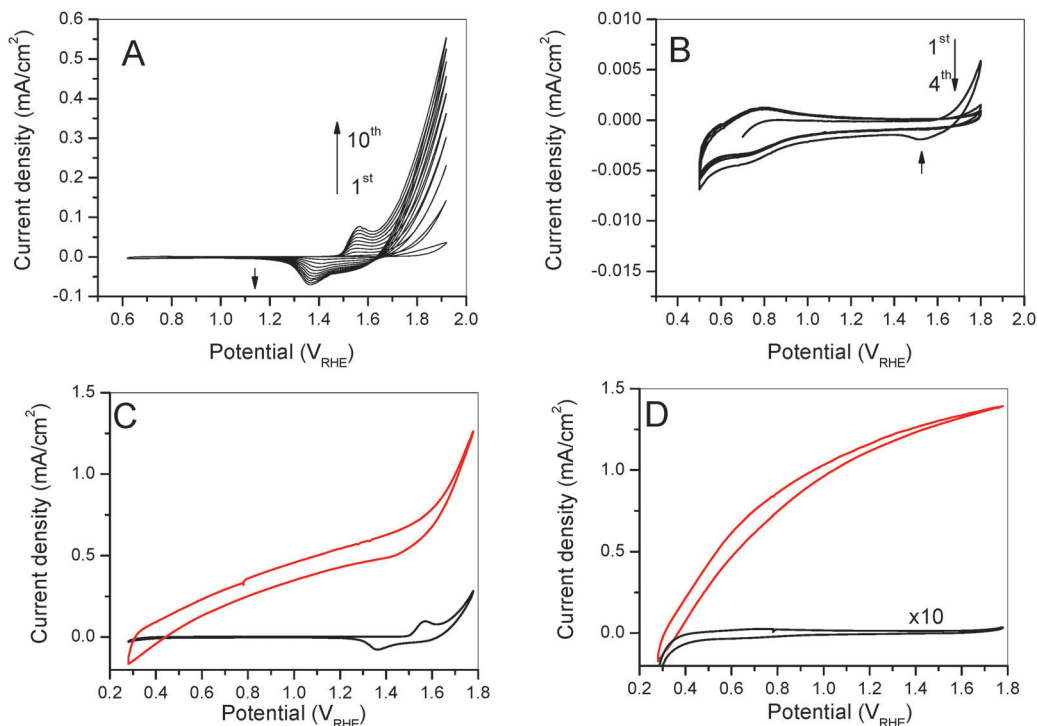 A
Current density (mA/cm²)
0.6
0.5
0.4
0.3
0.2
0.1
0.0
-0.1
10th
1st
0.6 0.8 1.0 1.2 1.4 1.6 1.8 2.0
Potential (V_RHE)
B
Current density (mA/cm²)
0.010
0.005
0.000
-0.005
-0.010
-0.015
1st
4th
0.4 0.6 0.8 1.0 1.2 1.4 1.6 1.8 2.0
Potential (V_RHE)
C
Current density (mA/cm²)
1.5
1.0
0.5
0.0
0.2 0.4 0.6 0.8 1.0 1.2 1.4 1.6 1.8
Potential (V_RHE)
D
Current density (mA/cm²)
1.5
1.0
0.5
0.0
x10
0.2 0.4 0.6 0.8 1.0 1.2 1.4 1.6 1.8
Potential (V_RHE)